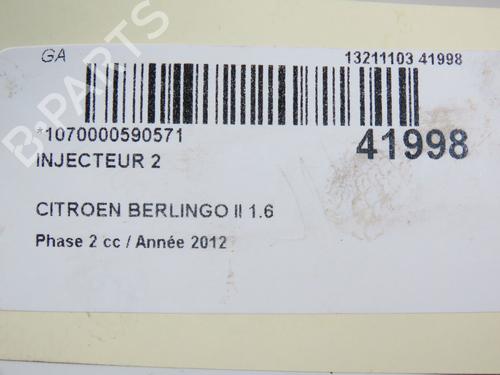 GA
13211103 41998
*1070000590571
41998
INJECTEUR 2
CITROEN BERLINGO II 1.6
Phase 2 cc / Année 2012
B-PARTS